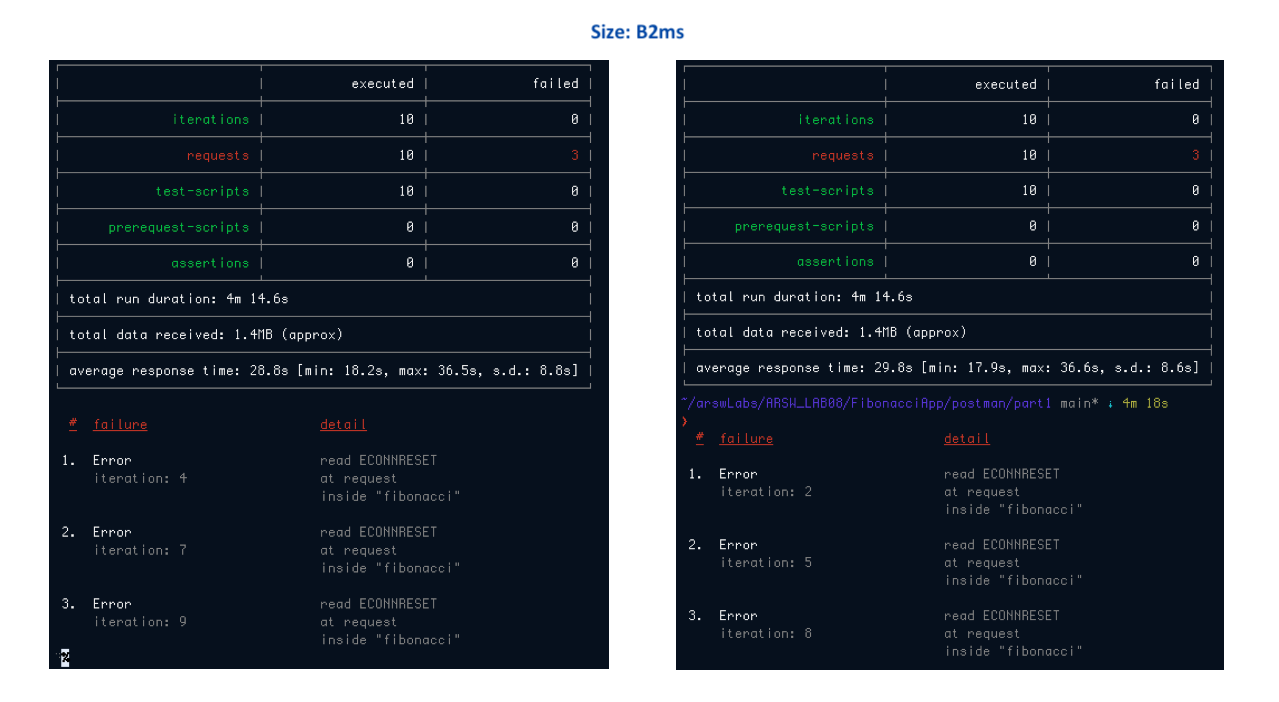 Size: B2ms
executed failed
iterations 10 0
requests 10 3
test-scripts 10 0
prerequest-scripts 0 0
assertions 0 0
total run duration: 4m 14.6s
total data received: 1.4MB (approx)
average response time: 28.8s [min: 18.2s, max: 36.5s, s.d.: 8.8s]
# failure detail
1. Error read ECONNRESET
iteration: 4 at request
inside "fibonacci"
2. Error read ECONNRESET
iteration: 7 at request
inside "fibonacci"
3. Error read ECONNRESET
iteration: 9 at request
inside "fibonacci"
executed failed
iterations 10 0
requests 10 3
test-scripts 10 0
prerequest-scripts 0 0
assertions 0 0
total run duration: 4m 14.6s
total data received: 1.4MB (approx)
average response time: 29.8s [min: 17.9s, max: 36.6s, s.d.: 8.6s]
~/arswLabs/ARSW_LAB08/FibonacciApp/postman/part1 main* ↓ 4m 18s
❯
# failure detail
1. Error read ECONNRESET
iteration: 2 at request
inside "fibonacci"
2. Error read ECONNRESET
iteration: 5 at request
inside "fibonacci"
3. Error read ECONNRESET
iteration: 8 at request
inside "fibonacci"